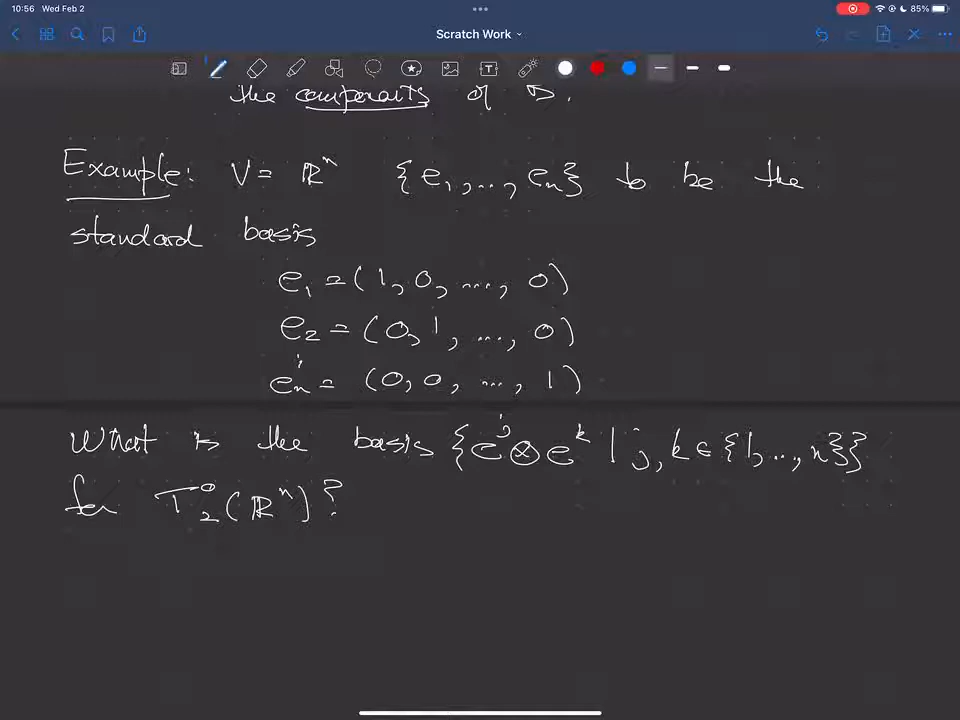 10:56 Wed Feb 2
85%
Scratch Work
the components of
Example: V = ℝⁿ {e₁,..., eₙ} to be the
standard basis
e₁ = (1, 0, ..., 0)
e₂ = (0, 1, ..., 0)
eₙ = (0, 0, ..., 1)
What is the basis {eʲ ⊗ eᵏ | j, k ∈ {1,..., n}}
for T⁰₂(ℝⁿ)?